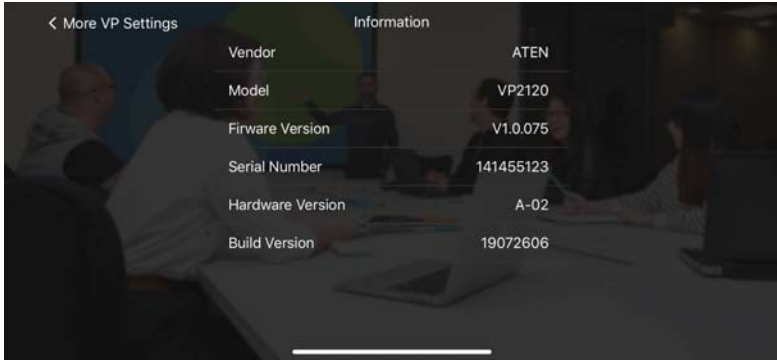 More VP Settings Information
Vendor ATEN
Model VP2120
Firware Version V1.0.075
Serial Number 141455123
Hardware Version A-02
Build Version 19072606